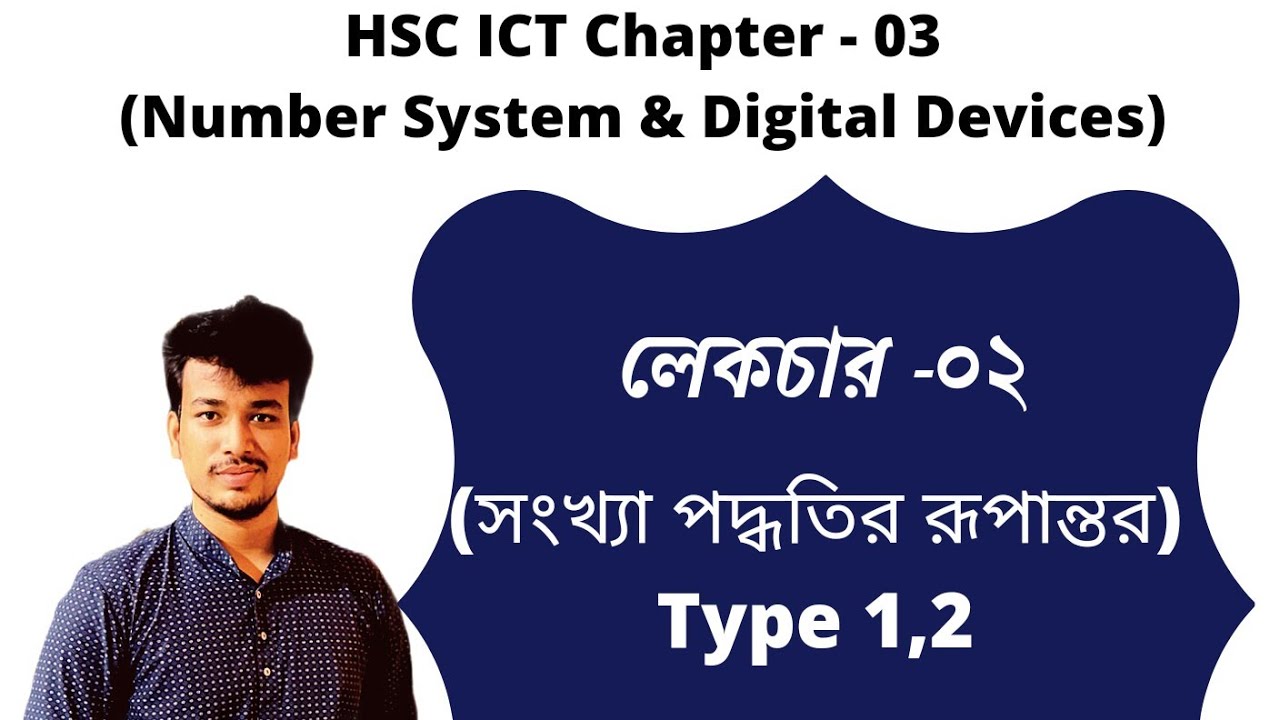 HSC ICT Chapter - 03
(Number System & Digital Devices)
লেকচার -০২
(সংখ্যা পদ্ধতির রূপান্তর)
Type 1,2